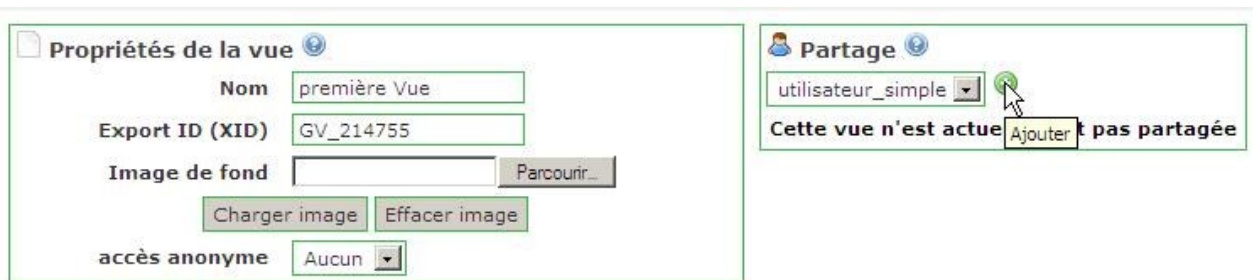 Propriétés de la vue
Nom première Vue
Export ID (XID) GV_214755
Image de fond Parcourir...
Charger image Effacer image
accès anonyme Aucun
Partage
utilisateur_simple
Cette vue n'est actue t pas partagée
Ajouter